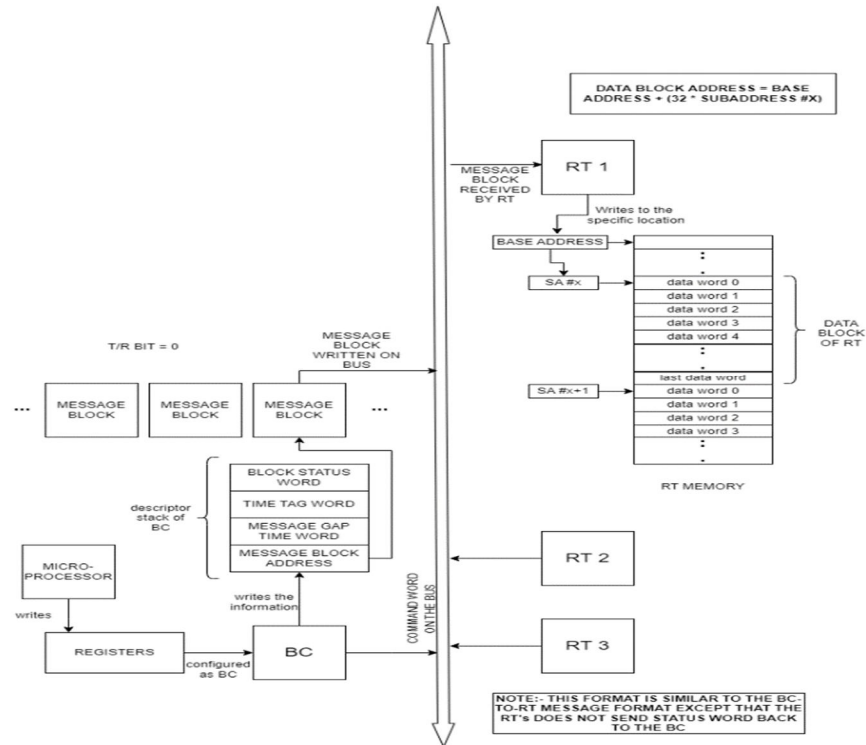 DATA BLOCK ADDRESS = BASE
ADDRESS + (32 * SUBADDRESS #X)
RT 1
MESSAGE
BLOCK
RECEIVED
BY RT
Writes to the
specific location
BASE ADDRESS
:
.
SA #x
data word 0
data word 1
data word 2
data word 3
data word 4
:
.
last data word
DATA
BLOCK
OF RT
SA #x+1
data word 0
data word 1
data word 2
data word 3
:
.
RT MEMORY
T/R BIT = 0
MESSAGE
BLOCK
WRITTEN ON
BUS
...
MESSAGE
BLOCK
MESSAGE
BLOCK
MESSAGE
BLOCK
...
descriptor
stack of
BC
BLOCK STATUS
WORD
TIME TAG WORD
MESSAGE GAP
TIME WORD
MESSAGE BLOCK
ADDRESS
MICRO-
PROCESSOR
writes
REGISTERS
configured
as BC
writes the
information
BC
COMMAND WORD
ON THE BUS
RT 2
RT 3
NOTE:- THIS FORMAT IS SIMILAR TO THE BC-
TO-RT MESSAGE FORMAT EXCEPT THAT THE
RT's DOES NOT SEND STATUS WORD BACK
TO THE BC